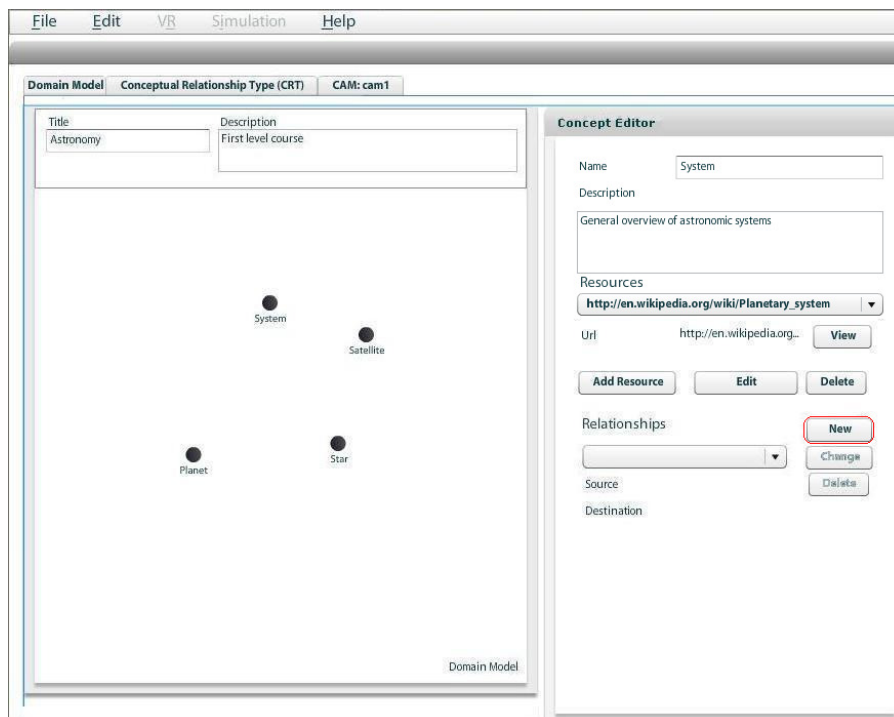 File Edit VR Simulation Help
Domain Model Conceptual Relationship Type (CRT) CAM: cam1
Title Description
Astronomy First level course
System
Satellite
Star
Planet
Domain Model
Concept Editor
Name System
Description
General overview of astronomic systems
Resources
http://en.wikipedia.org/wiki/Planetary_system
Url http://en.wikipedia.org... View
Add Resource Edit Delete
Relationships New
Change
Source Delete
Destination